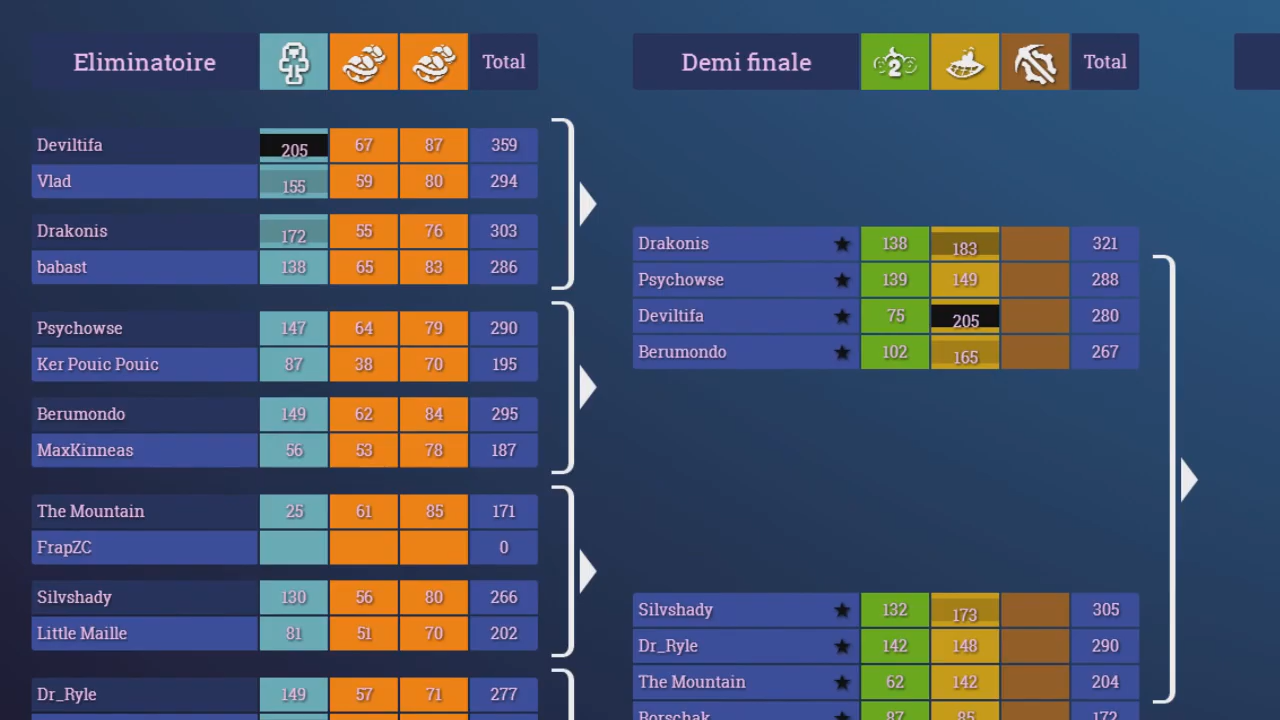 Eliminatoire Total
Deviltifa 205 67 87 359
Vlad 155 59 80 294
Drakonis 172 55 76 303
babast 138 65 83 286
Psychowse 147 64 79 290
Ker Pouic Pouic 87 38 70 195
Berumondo 149 62 84 295
MaxKinneas 56 53 78 187
The Mountain 25 61 85 171
FrapZC 0
Silvshady 130 56 80 266
Little Maille 81 51 70 202
Dr_Ryle 149 57 71 277
Demi finale 2 Total
Drakonis ★ 138 183 321
Psychowse ★ 139 149 288
Deviltifa ★ 75 205 280
Berumondo ★ 102 165 267
Silvshady ★ 132 173 305
Dr_Ryle ★ 142 148 290
The Mountain ★ 62 142 204
Rorschak ★ 87 85 172